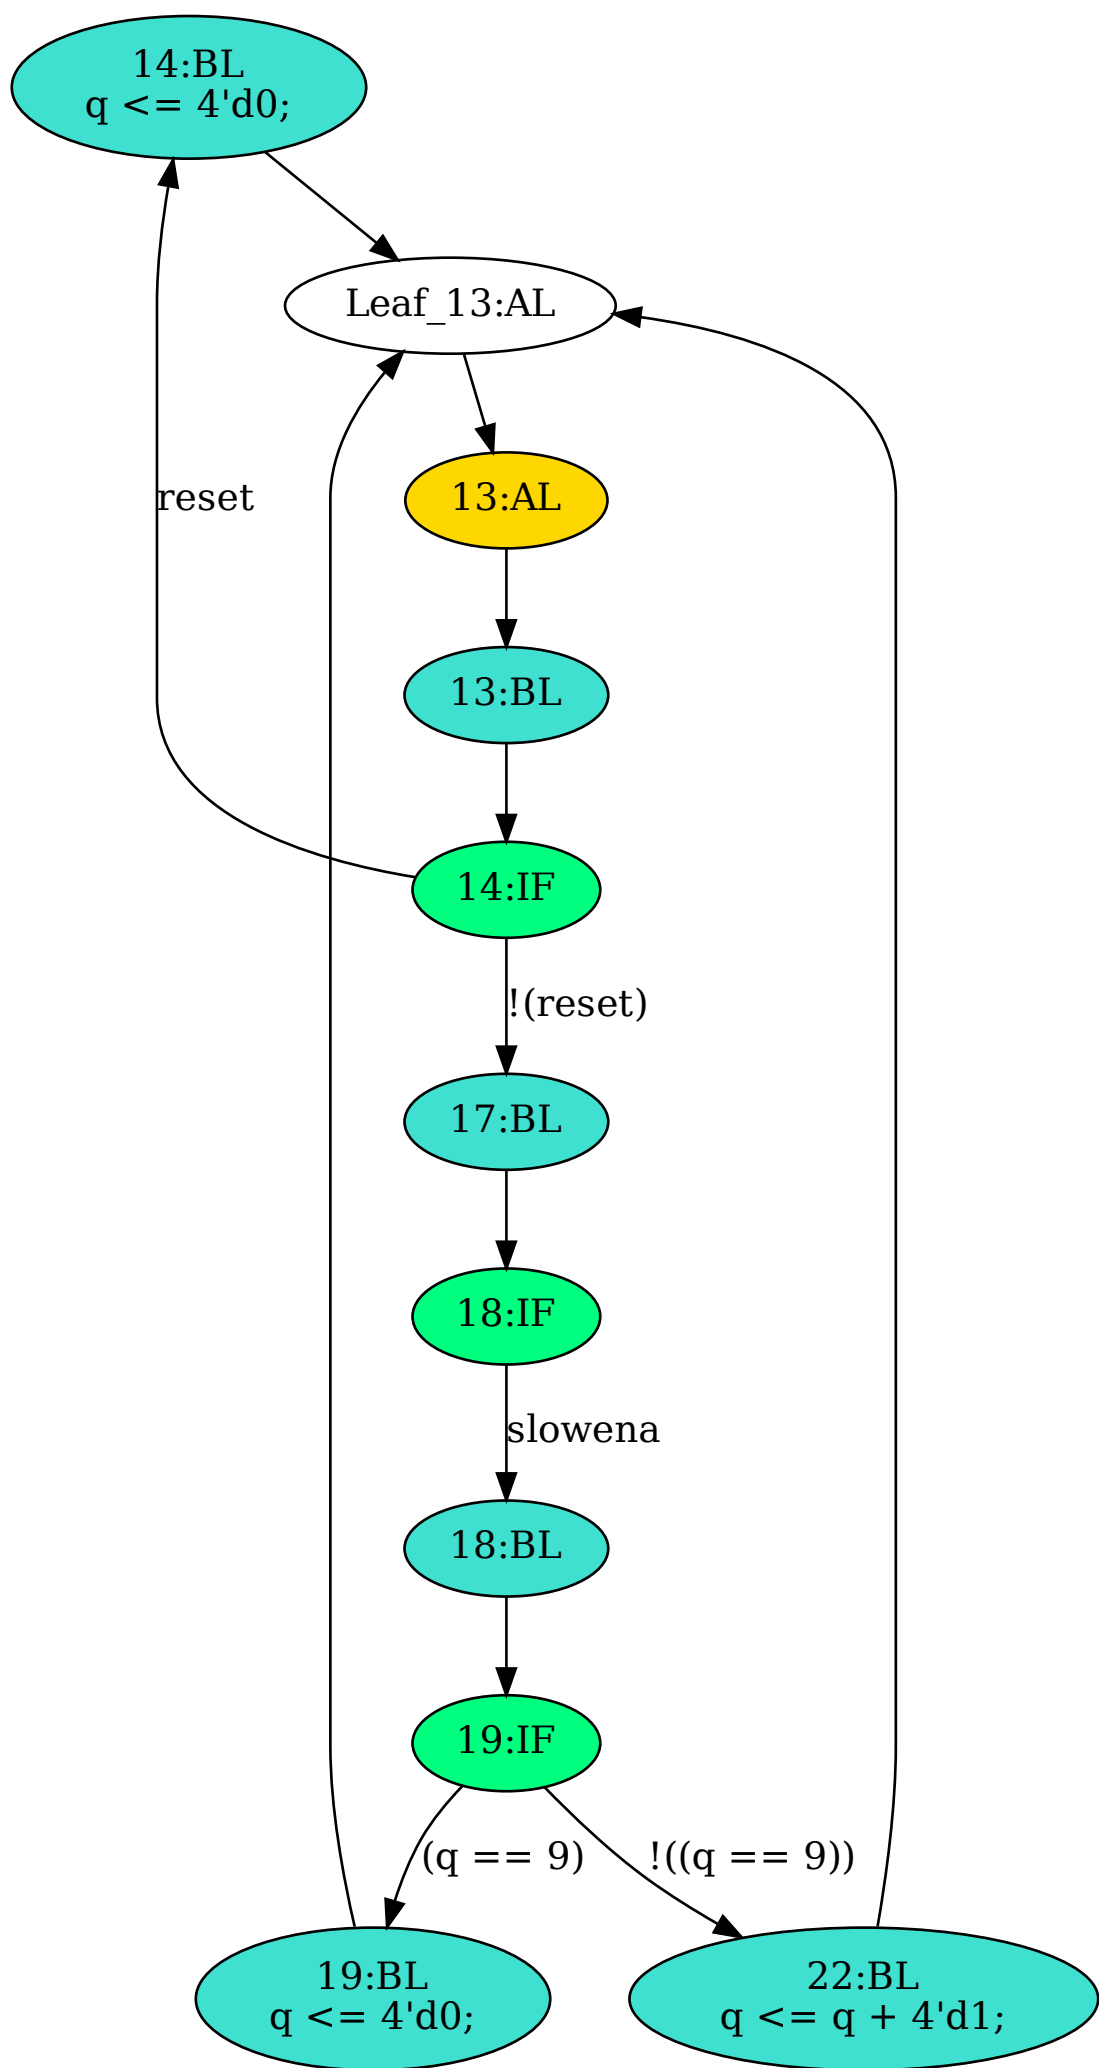 14:BL
q <= 4'd0;
Leaf_13:AL
reset
13:AL
13:BL
14:IF
!(reset)
17:BL
18:IF
slowena
18:BL
19:IF
(q == 9)
!((q == 9))
19:BL
q <= 4'd0;
22:BL
q <= q + 4'd1;